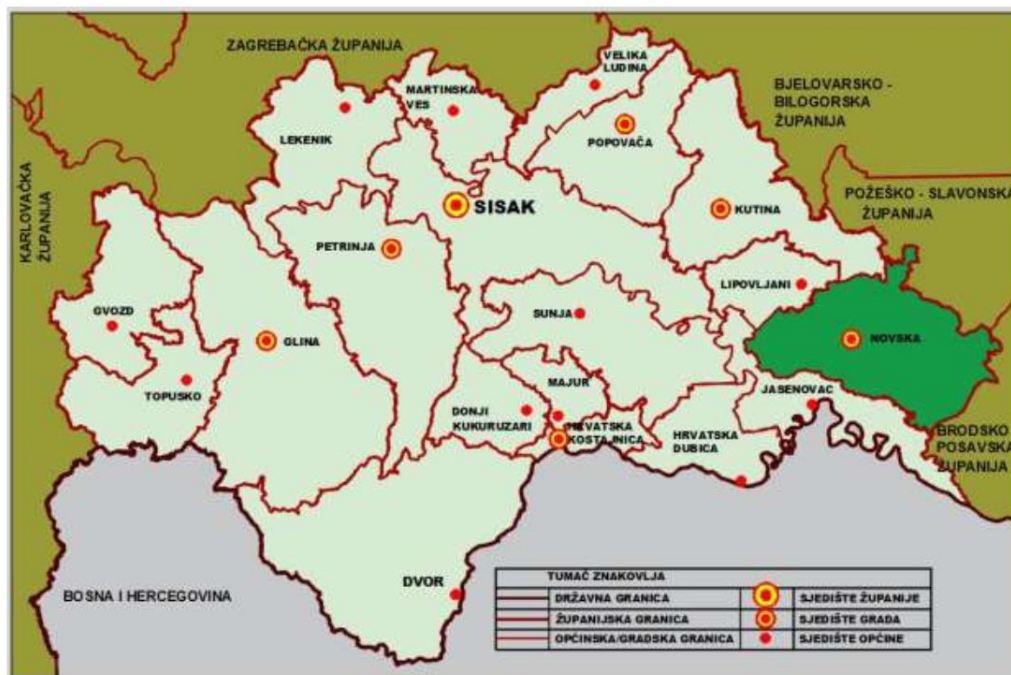 ZAGREBAČKA ŽUPANIJA
VELIKA
LUDINA
BJELOVARSKO -
BILOGORSKA
ŽUPANIJA
MARTINSKA
VES
LEKENIK
POPOVAČA
KARLOVAČKA
ŽUPANIJA
POŽEŠKO - SLAVONSKA
ŽUPANIJA
SISAK
KUTINA
PETRINJA
LIPOVLJANI
GVOZD
SUNJA
GLINA
NOVSKA
TOPUSKO
MAJUR
JASENOVAC
DONJI
KUKURUZARI
HRVATSKA
KOSTAJNICA
HRVATSKA
DUBICA
BRODSKO
POSAVSKA
ŽUPANIJA
DVOR
BOSNA I HERCEGOVINA
TUMAČ ZNAKOVLJA
DRŽAVNA GRANICA
SJEDIŠTE ŽUPANIJE
ŽUPANIJSKA GRANICA
SJEDIŠTE GRADA
OPĆINSKA/GRADSKA GRANICA
SJEDIŠTE OPĆINE